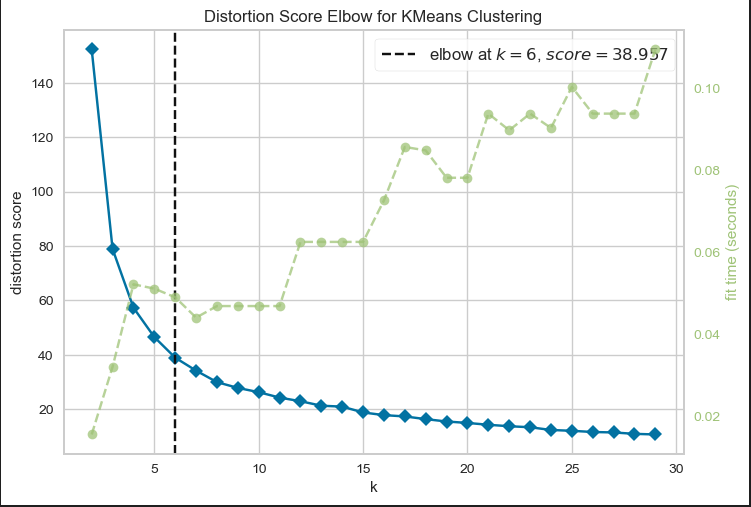 Distortion Score Elbow for KMeans Clustering
elbow at k = 6, score = 38.957
140
120
100
80
60
40
20
distortion score
0.10
0.08
0.06
0.04
0.02
fit time (seconds)
5 10 15 20 25 30
k